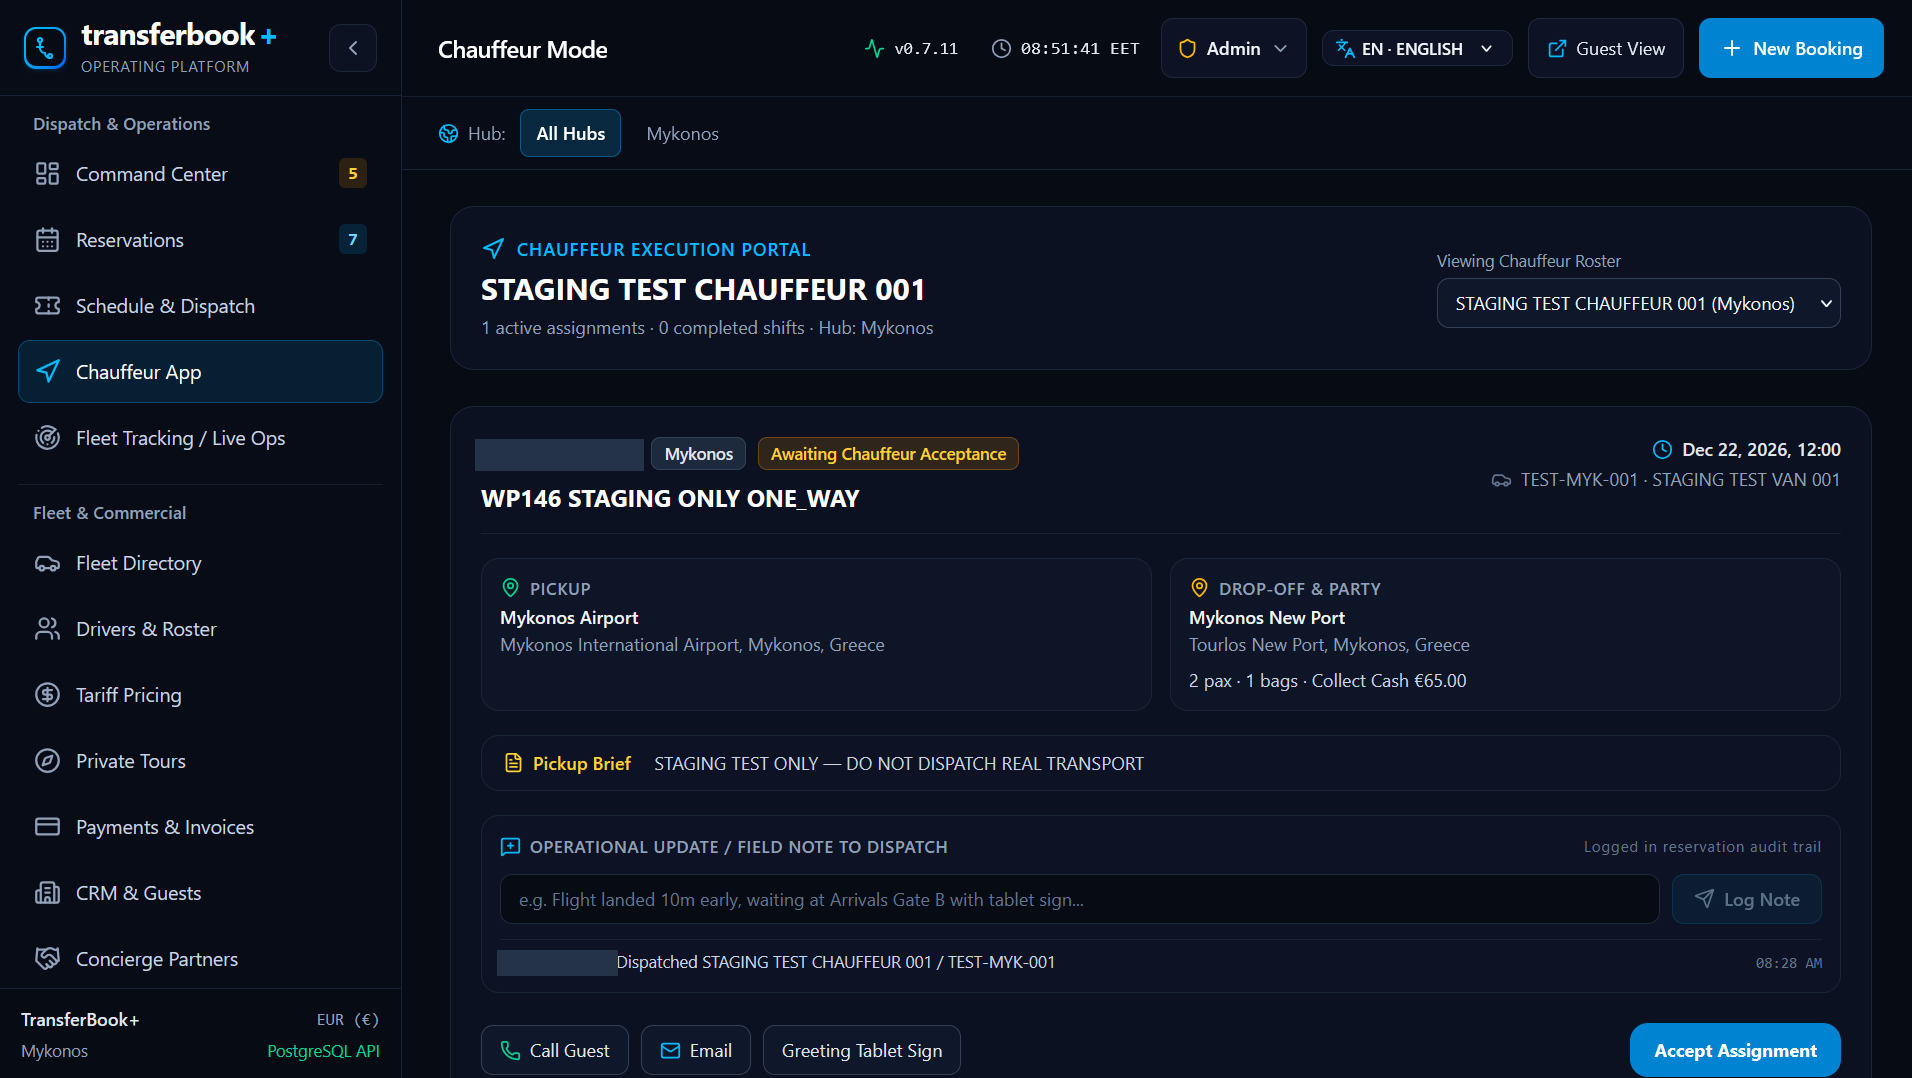 transferbook +
OPERATING PLATFORM
Dispatch & Operations
Command Center 5
Reservations 7
Schedule & Dispatch
Chauffeur App
Fleet Tracking / Live Ops
Fleet & Commercial
Fleet Directory
Drivers & Roster
Tariff Pricing
Private Tours
Payments & Invoices
CRM & Guests
Concierge Partners
TransferBook+ EUR (€)
Mykonos PostgreSQL API
Chauffeur Mode
v0.7.11
08:51:41 EET
Admin
EN · ENGLISH
Guest View
New Booking
Hub: All Hubs Mykonos
CHAUFFEUR EXECUTION PORTAL
STAGING TEST CHAUFFEUR 001
1 active assignments · 0 completed shifts · Hub: Mykonos
Viewing Chauffeur Roster
STAGING TEST CHAUFFEUR 001 (Mykonos)
Mykonos
Awaiting Chauffeur Acceptance
WP146 STAGING ONLY ONE_WAY
Dec 22, 2026, 12:00
TEST-MYK-001 · STAGING TEST VAN 001
PICKUP
Mykonos Airport
Mykonos International Airport, Mykonos, Greece
DROP-OFF & PARTY
Mykonos New Port
Tourlos New Port, Mykonos, Greece
2 pax · 1 bags · Collect Cash €65.00
Pickup Brief STAGING TEST ONLY — DO NOT DISPATCH REAL TRANSPORT
OPERATIONAL UPDATE / FIELD NOTE TO DISPATCH
Logged in reservation audit trail
e.g. Flight landed 10m early, waiting at Arrivals Gate B with tablet sign...
Log Note
Dispatched STAGING TEST CHAUFFEUR 001 / TEST-MYK-001
08:28 AM
Call Guest
Email
Greeting Tablet Sign
Accept Assignment